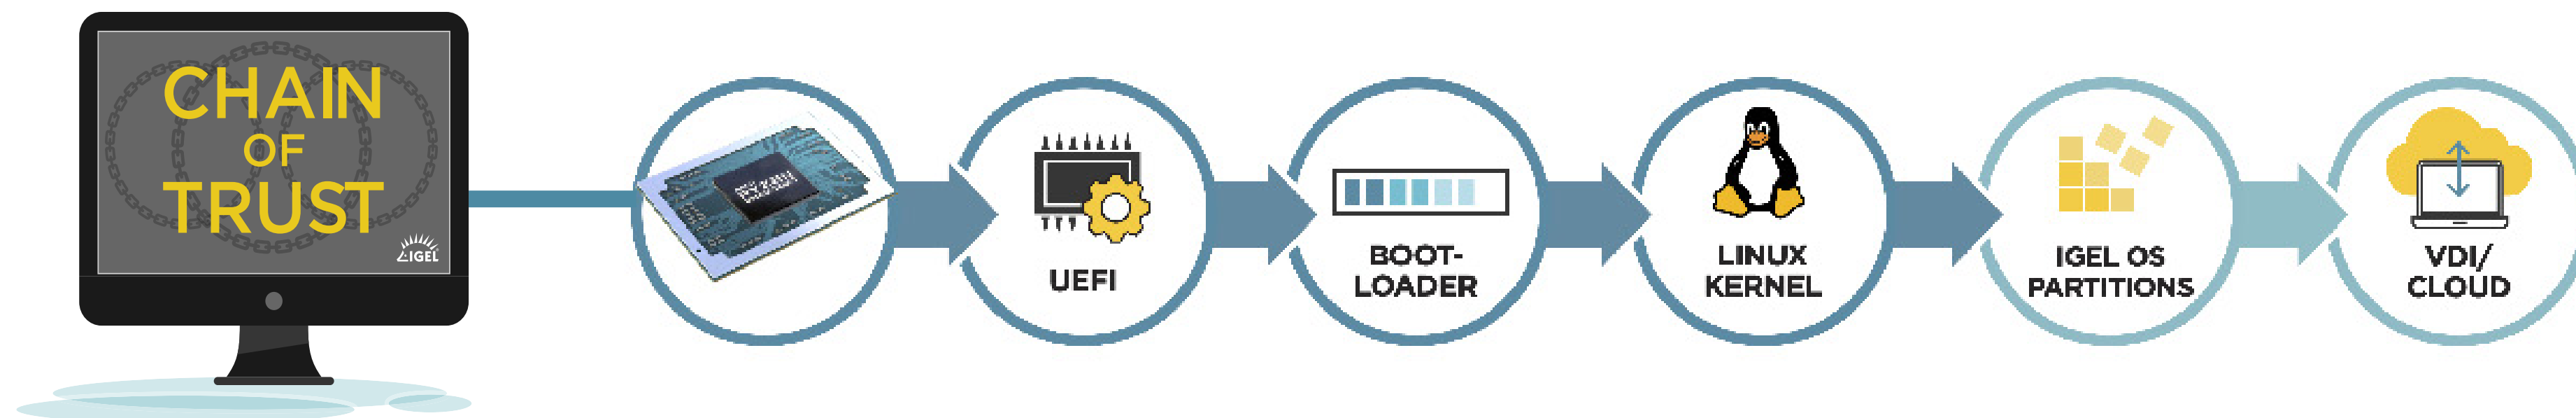 CHAIN
OF
TRUST
IGEL
UEFI
BOOT-
LOADER
LINUX
KERNEL
IGEL OS
PARTITIONS
VDI/
CLOUD